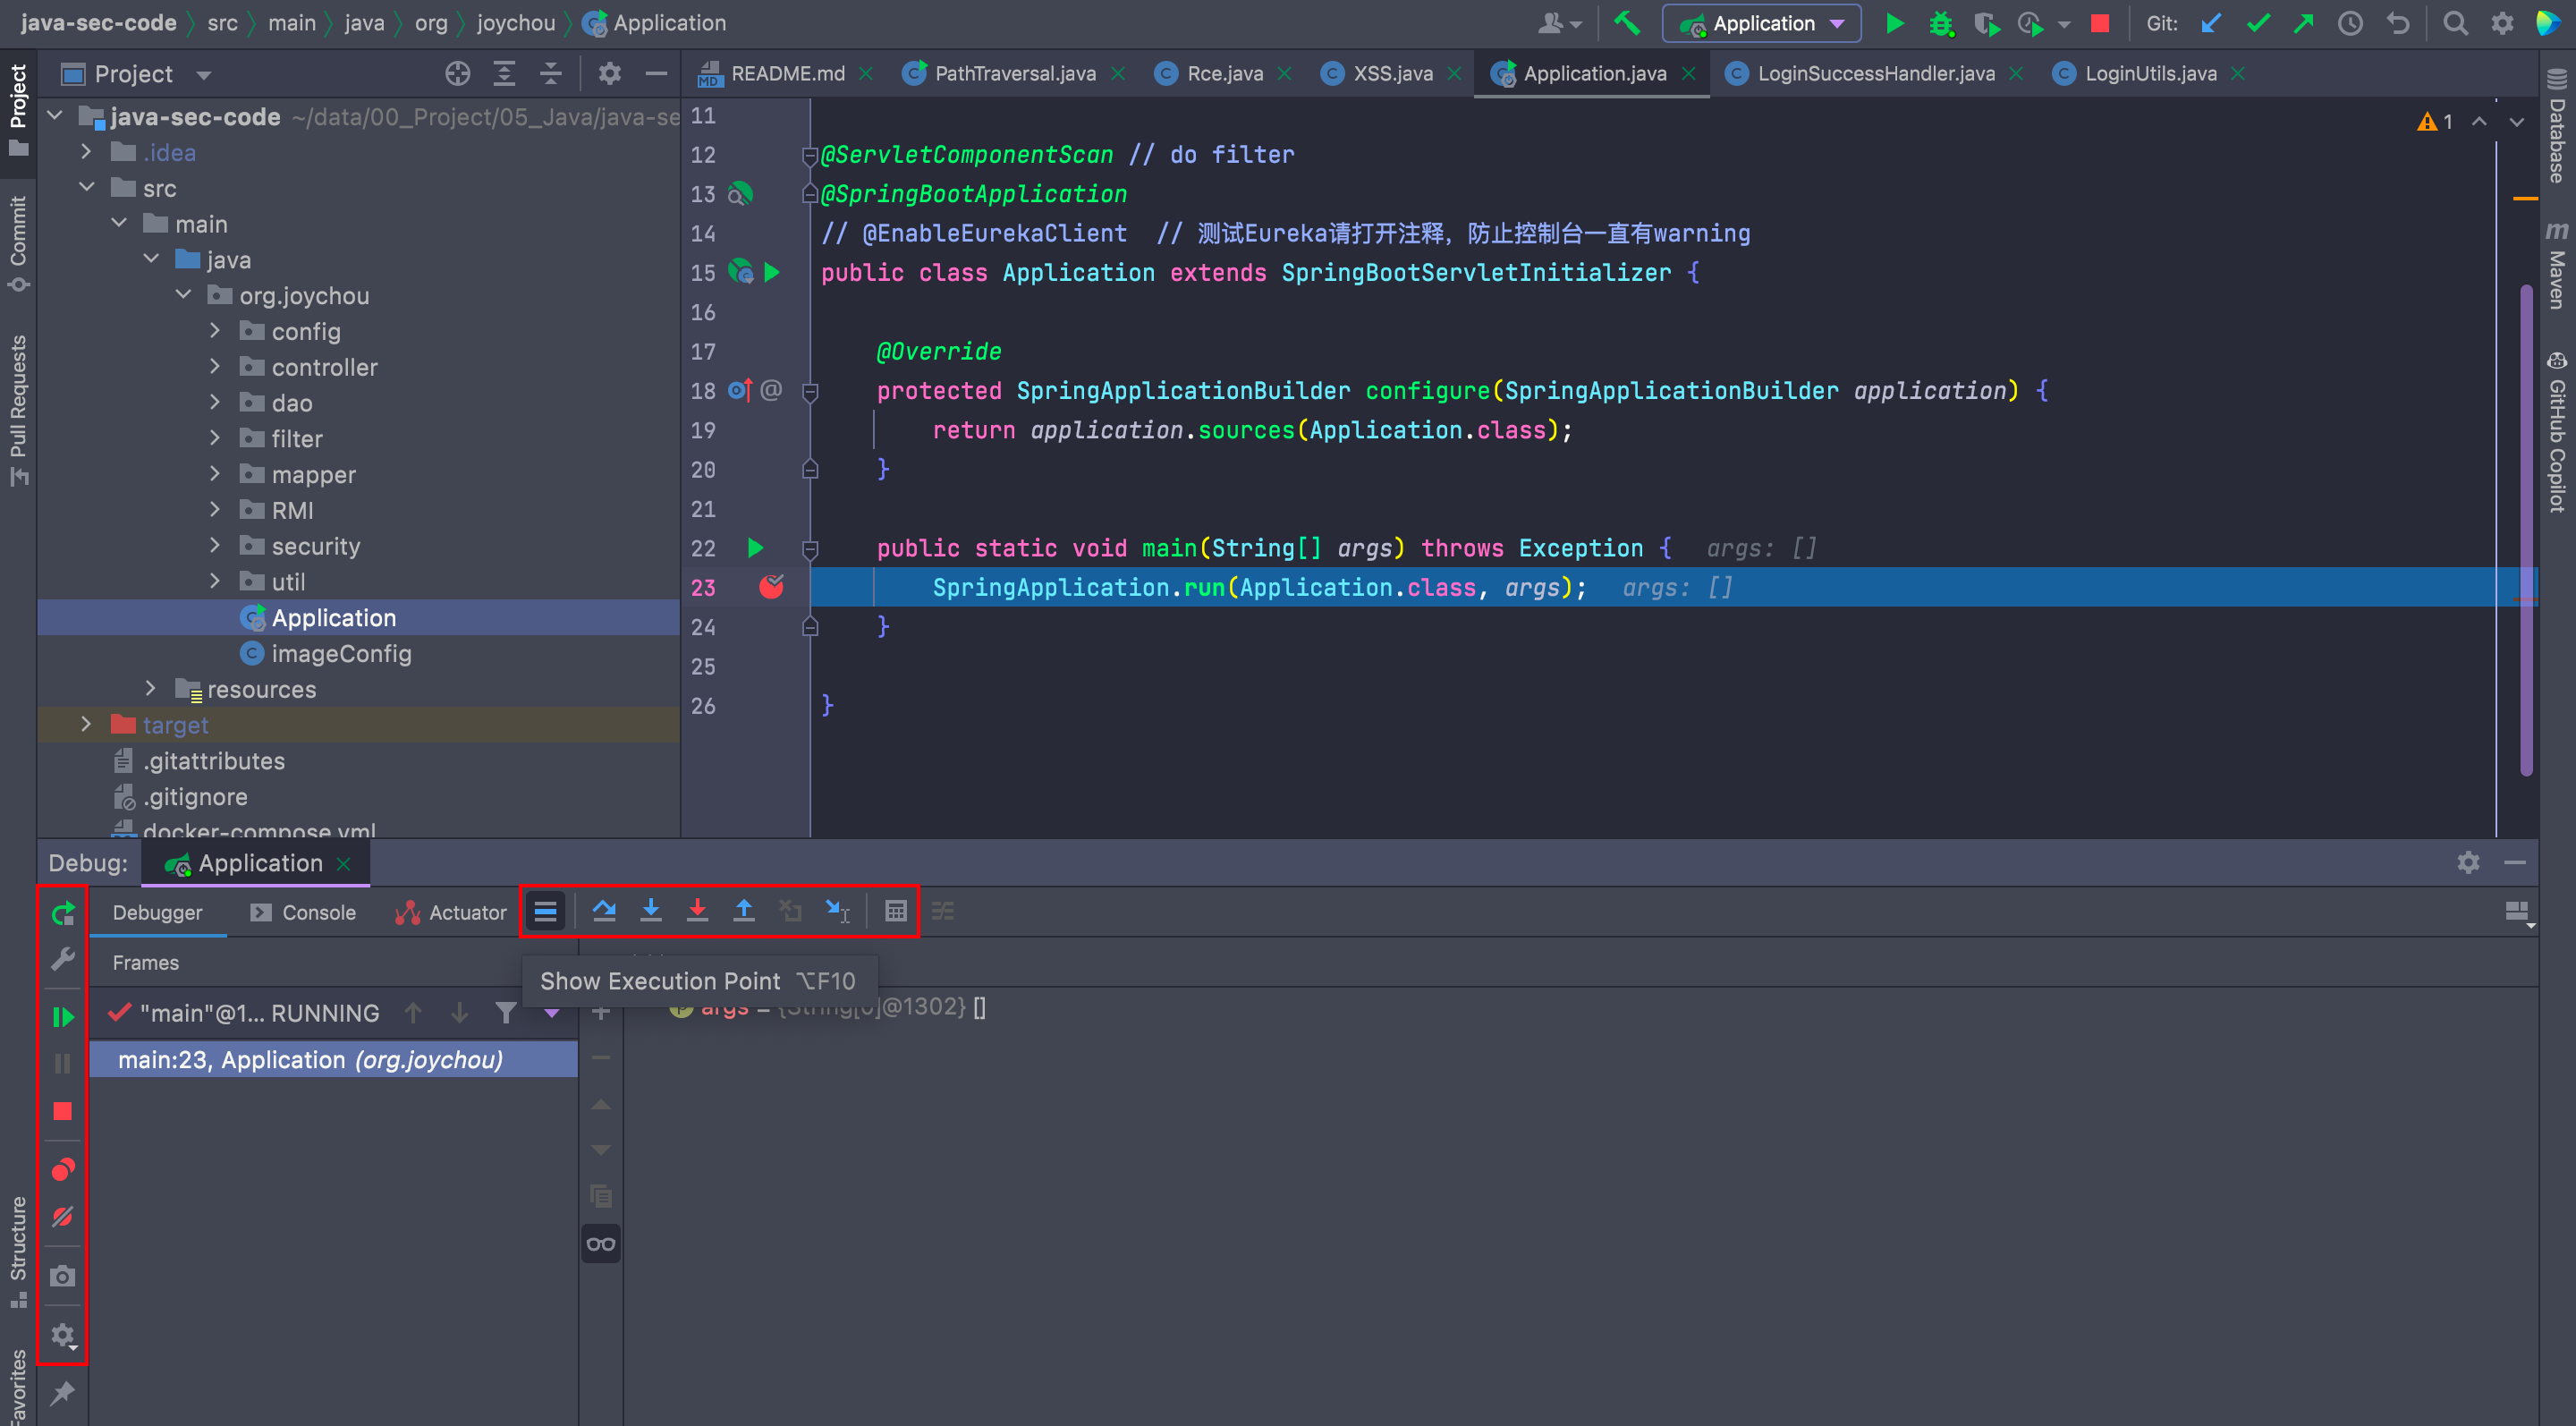 java-sec-code src main java org joychou Application
Application
Git:
Project
Commit
Pull Requests
Structure
Favorites
Project
java-sec-code ~/data/00_Project/05_Java/java-se
.idea
src
main
java
org.joychou
config
controller
dao
filter
mapper
RMI
security
util
Application
imageConfig
resources
target
.gitattributes
.gitignore
docker-compose.yml
README.md PathTraversal.java Rce.java XSS.java Application.java LoginSuccessHandler.java LoginUtils.java
1
11
12 @ServletComponentScan // do filter
13 @SpringBootApplication
14 // @EnableEurekaClient // 测试Eureka请打开注释，防止控制台一直有warning
15 public class Application extends SpringBootServletInitializer {
16
17 @Override
18 @ protected SpringApplicationBuilder configure(SpringApplicationBuilder application) {
19 return application.sources(Application.class);
20 }
21
22 public static void main(String[] args) throws Exception { args: []
23 SpringApplication.run(Application.class, args); args: []
24 }
25
26 }
Database
Maven
GitHub Copilot
Debug: Application
Debugger Console Actuator
Frames
Show Execution Point ⌥F10
"main"@1... RUNNING
args = {String[0]@1302} []
main:23, Application (org.joychou)